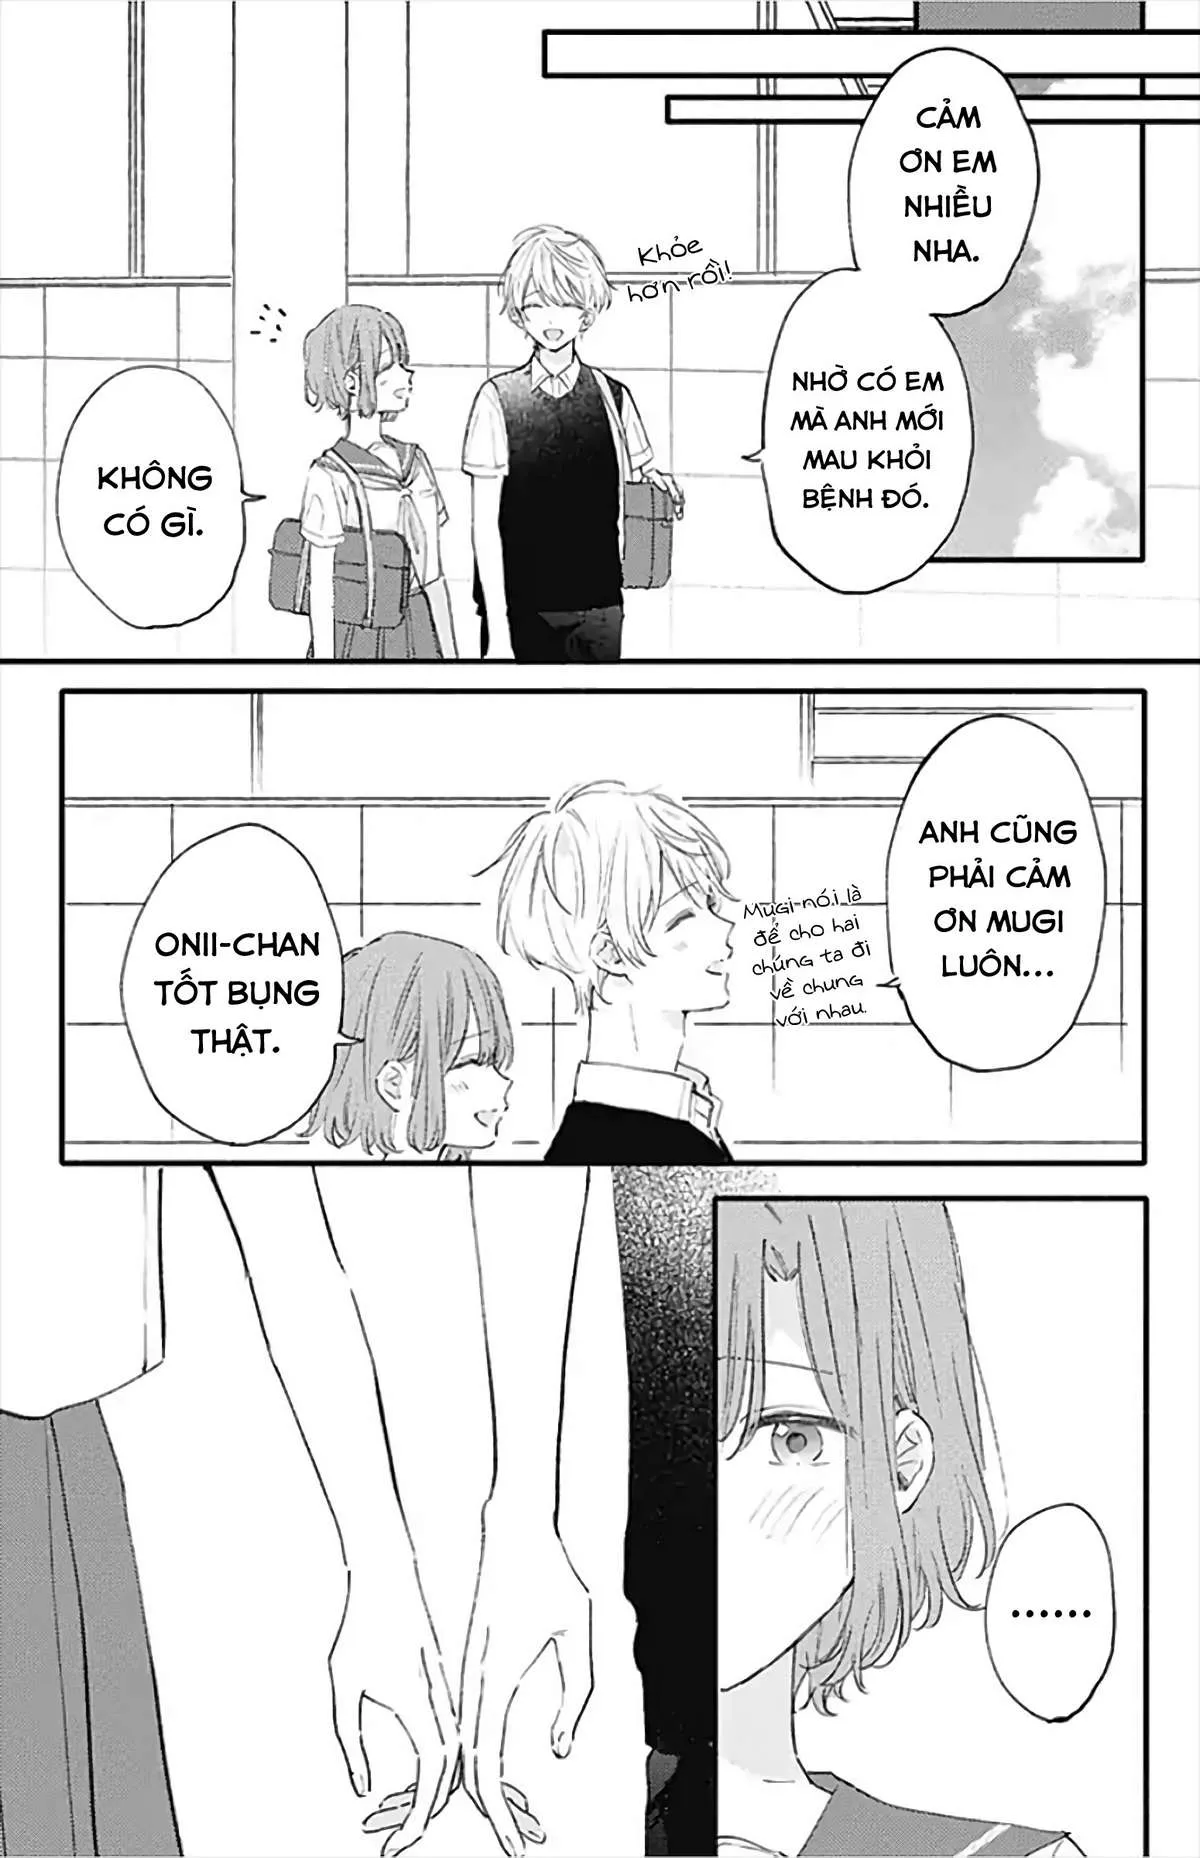 CẢM
ƠN EM
NHIỀU
NHA.
NHỜ CÓ EM
MÀ ANH MỚI
MAU KHỎI
BỆNH ĐÓ.
Khỏe
hơn rồi!
KHÔNG
CÓ GÌ.
ANH CŨNG
PHẢI CẢM
ƠN MUGI
LUÔN...
Mugi nói là
để cho hai
chúng ta đi
về chung
với nhau.
ONII-CHAN
TỐT BỤNG
THẬT.
......